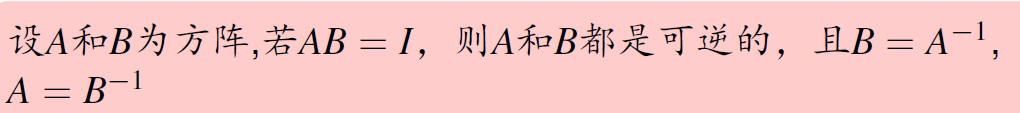 设A和B为方阵,若AB = I，则A和B都是可逆的，且B = A⁻¹,
A = B⁻¹